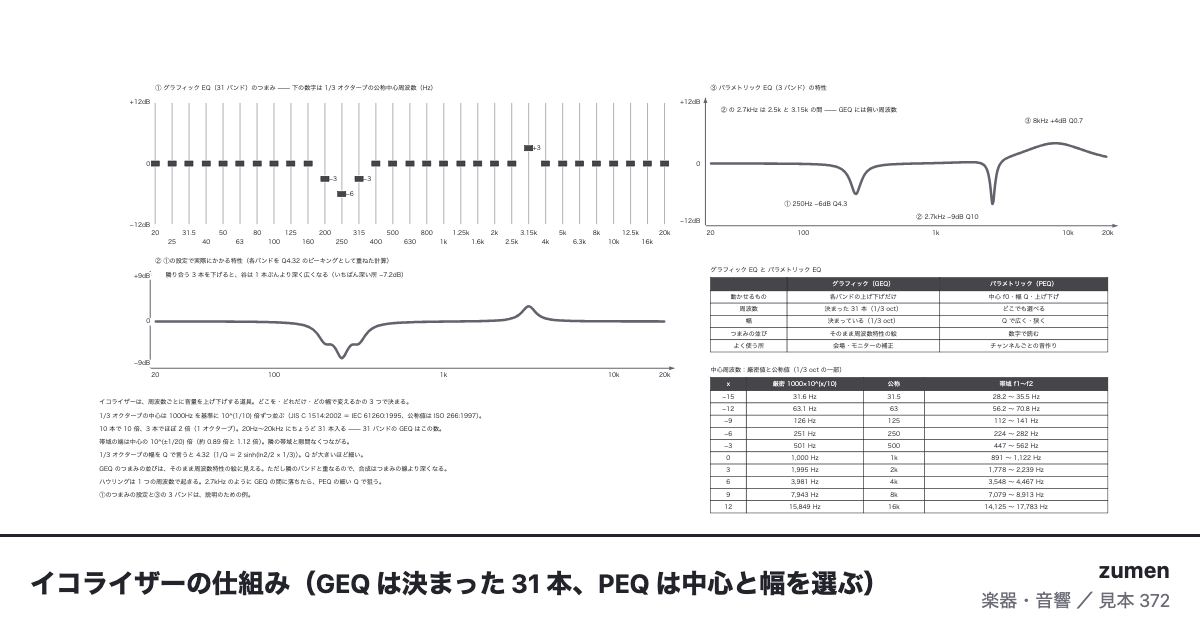 ① グラフィック EQ（31 バンド）のつまみ —— 下の数字は 1/3 オクターブの公称中心周波数（Hz）
+12dB
0
−12dB
−3
−6
−3
+3
20 31.5 50 80 125 200 315 500 800 1.25k 2k 3.15k 5k 8k 12.5k 20k
25 40 63 100 160 250 400 630 1k 1.6k 2.5k 4k 6.3k 10k 16k
② ①の設定で実際にかかる特性（各バンドを Q4.32 のピーキングとして重ねた計算）
隣り合う 3 本を下げると、谷は 1 本ぶんより深く広くなる（いちばん深い所 −7.2dB）
+9dB
0
−9dB
20 100 1k 10k 20k
イコライザーは、周波数ごとに音量を上げ下げする道具。どこを・どれだけ・どの幅で変えるかの 3 つで決まる。
1/3 オクターブの中心は 1000Hz を基準に 10^(1/10) 倍ずつ並ぶ（JIS C 1514:2002 ＝ IEC 61260:1995、公称値は ISO 266:1997）。
10 本で 10 倍、3 本でほぼ 2 倍（1 オクターブ）。20Hz〜20kHz にちょうど 31 本入る —— 31 バンドの GEQ はこの数。
帯域の端は中心の 10^(±1/20) 倍（約 0.89 倍と 1.12 倍）。隣の帯域と隙間なくつながる。
1/3 オクターブの幅を Q で言うと 4.32（1/Q ＝ 2 sinh(ln2/2 × 1/3)）。Q が大きいほど細い。
GEQ のつまみの並びは、そのまま周波数特性の絵に見える。ただし隣のバンドと重なるので、合成はつまみの線より深くなる。
ハウリングは 1 つの周波数で起きる。2.7kHz のように GEQ の間に落ちたら、PEQ の細い Q で狙う。
①のつまみの設定と③の 3 バンドは、説明のための例。
③ パラメトリック EQ（3 バンド）の特性
+12dB
② の 2.7kHz は 2.5k と 3.15k の間 —— GEQ には無い周波数
③ 8kHz +4dB Q0.7
0
① 250Hz −6dB Q4.3
② 2.7kHz −9dB Q10
−12dB
20 100 1k 10k 20k
グラフィック EQ と パラメトリック EQ
グラフィック（GEQ） パラメトリック（PEQ）
動かせるもの 各バンドの上げ下げだけ 中心 f0・幅 Q・上げ下げ
周波数 決まった 31 本（1/3 oct） どこでも選べる
幅 決まっている（1/3 oct） Q で広く・狭く
つまみの並び そのまま周波数特性の絵 数字で読む
よく使う所 会場・モニターの補正 チャンネルごとの音作り
中心周波数：厳密値と公称値（1/3 oct の一部）
x 厳密 1000×10^(x/10) 公称 帯域 f1〜f2
−15 31.6 Hz 31.5 28.2 〜 35.5 Hz
−12 63.1 Hz 63 56.2 〜 70.8 Hz
−9 126 Hz 125 112 〜 141 Hz
−6 251 Hz 250 224 〜 282 Hz
−3 501 Hz 500 447 〜 562 Hz
0 1,000 Hz 1k 891 〜 1,122 Hz
3 1,995 Hz 2k 1,778 〜 2,239 Hz
6 3,981 Hz 4k 3,548 〜 4,467 Hz
9 7,943 Hz 8k 7,079 〜 8,913 Hz
12 15,849 Hz 16k 14,125 〜 17,783 Hz
イコライザーの仕組み（GEQ は決まった 31 本、PEQ は中心と幅を選ぶ）
zumen
楽器・音響 ／ 見本 372